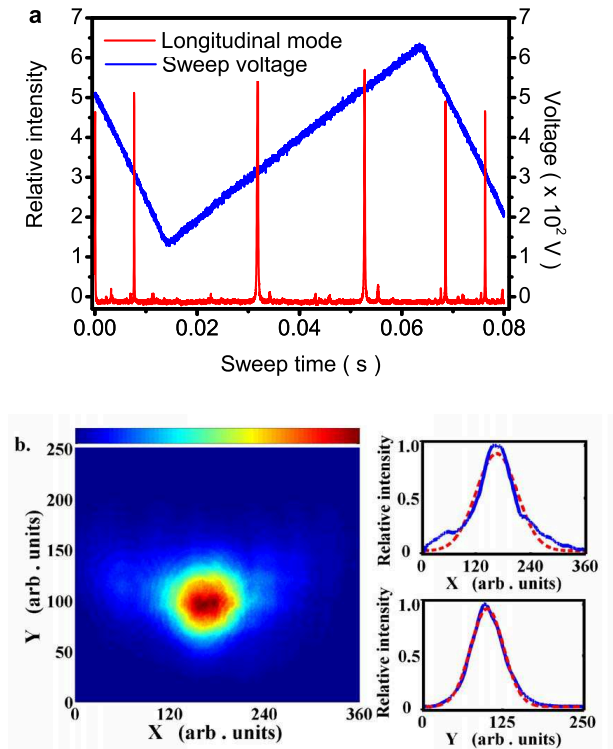 a
7
6
5
4
3
2
1
0
Relative intensity
Longitudinal mode
Sweep voltage
7
6
5
4
3
2
1
0
Voltage ( x 10² V )
0.00 0.02 0.04 0.06 0.08
Sweep time ( s )
b.
250
200
150
100
50
0
Y (arb . units)
0 120 240 360
X (arb . units)
1.0
0.5
0
Relative intensity
0 120 240 360
X (arb . units)
1.0
0.5
0
Relative intensity
0 125 250
Y (arb . units)